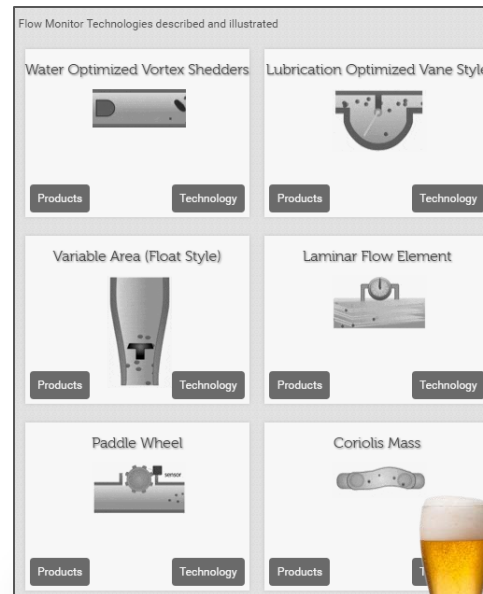 Flow Monitor Technologies described and illustrated
Water Optimized Vortex Shedders
Products
Technology
Lubrication Optimized Vane Style
Products
Technology
Variable Area (Float Style)
Products
Technology
Laminar Flow Element
Products
Technology
Paddle Wheel
sensor
Products
Technology
Coriolis Mass
Products